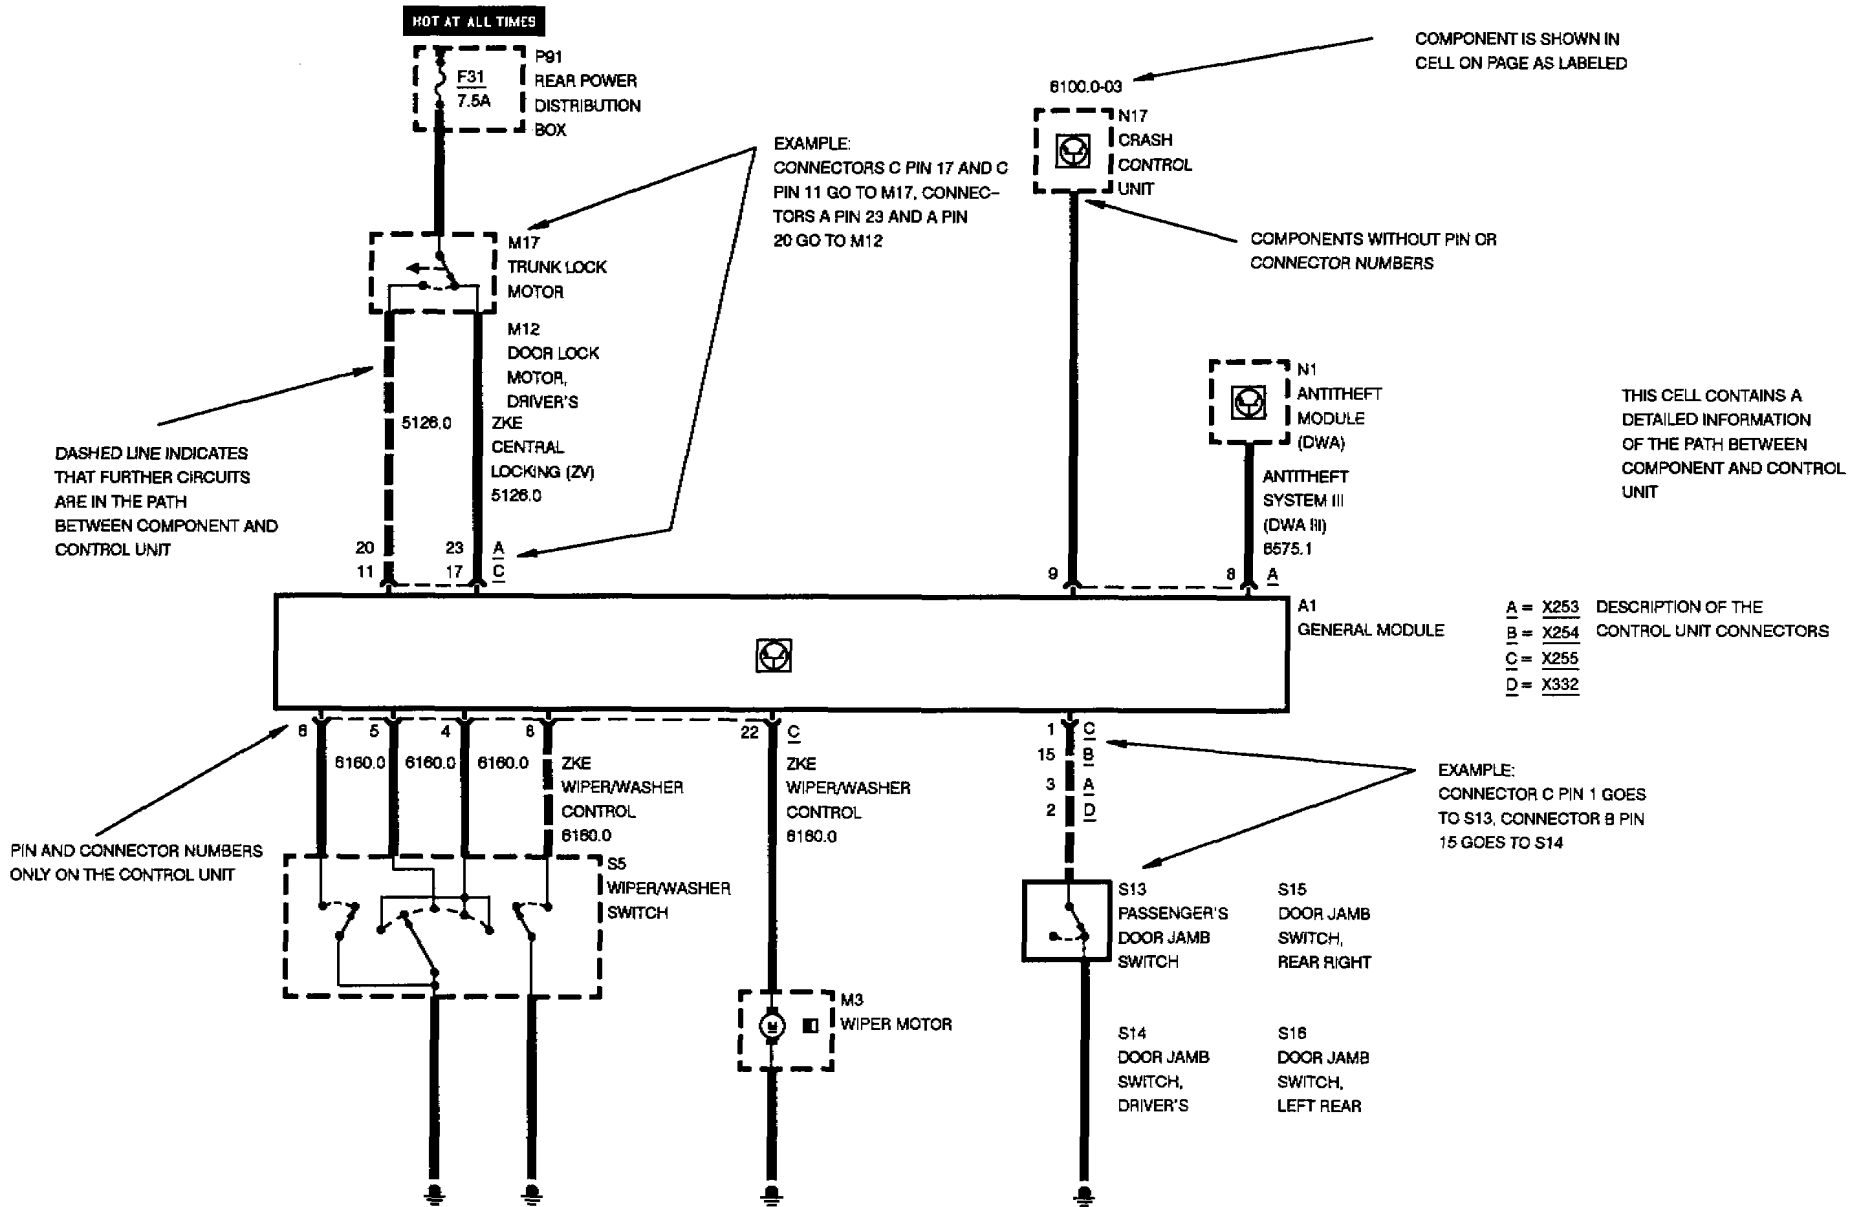 HOT AT ALL TIMES
F31
7.5A
P91
REAR POWER
DISTRIBUTION
BOX
COMPONENT IS SHOWN IN
CELL ON PAGE AS LABELED
6100.0-03
N17
CRASH
CONTROL
UNIT
EXAMPLE:
CONNECTORS C PIN 17 AND C
PIN 11 GO TO M17, CONNEC-
TORS A PIN 23 AND A PIN
20 GO TO M12
COMPONENTS WITHOUT PIN OR
CONNECTOR NUMBERS
M17
TRUNK LOCK
MOTOR
M12
DOOR LOCK
MOTOR,
DRIVER'S
5126.0
ZKE
CENTRAL
LOCKING (ZV)
5126.0
N1
ANTITHEFT
MODULE
(DWA)
ANTITHEFT
SYSTEM III
(DWA III)
6575.1
THIS CELL CONTAINS A
DETAILED INFORMATION
OF THE PATH BETWEEN
COMPONENT AND CONTROL
UNIT
DASHED LINE INDICATES
THAT FURTHER CIRCUITS
ARE IN THE PATH
BETWEEN COMPONENT AND
CONTROL UNIT
20 23 A
11 17 C
9 8 A
A1
GENERAL MODULE
A = X253 DESCRIPTION OF THE
B = X254 CONTROL UNIT CONNECTORS
C = X255
D = X332
6 5 4 8 22 C
1 C
15 B
3 A
2 D
6160.0 6160.0 6160.0
ZKE
WIPER/WASHER
CONTROL
6160.0
ZKE
WIPER/WASHER
CONTROL
6160.0
EXAMPLE:
CONNECTOR C PIN 1 GOES
TO S13, CONNECTOR B PIN
15 GOES TO S14
PIN AND CONNECTOR NUMBERS
ONLY ON THE CONTROL UNIT
S5
WIPER/WASHER
SWITCH
M
M3
WIPER MOTOR
S13
PASSENGER'S
DOOR JAMB
SWITCH
S15
DOOR JAMB
SWITCH,
REAR RIGHT
S14
DOOR JAMB
SWITCH,
DRIVER'S
S16
DOOR JAMB
SWITCH,
LEFT REAR